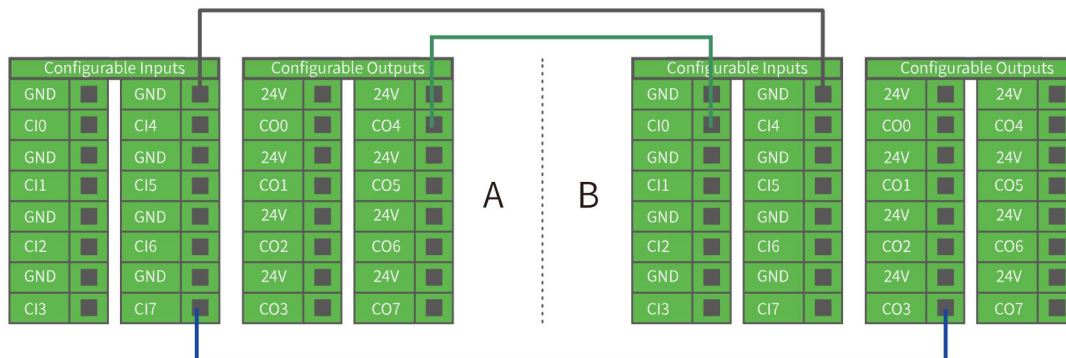 Configurable Inputs Configurable Outputs Configurable Inputs Configurable Outputs
GND GND 24V 24V GND GND 24V 24V
CI0 CI4 CO0 CO4 CI0 CI4 CO0 CO4
GND GND 24V 24V GND GND 24V 24V
CI1 CI5 CO1 CO5 A B CI1 CI5 CO1 CO5
GND GND 24V 24V GND GND 24V 24V
CI2 CI6 CO2 CO6 CI2 CI6 CO2 CO6
GND GND 24V 24V GND GND 24V 24V
CI3 CI7 CO3 CO7 CI3 CI7 CO3 CO7